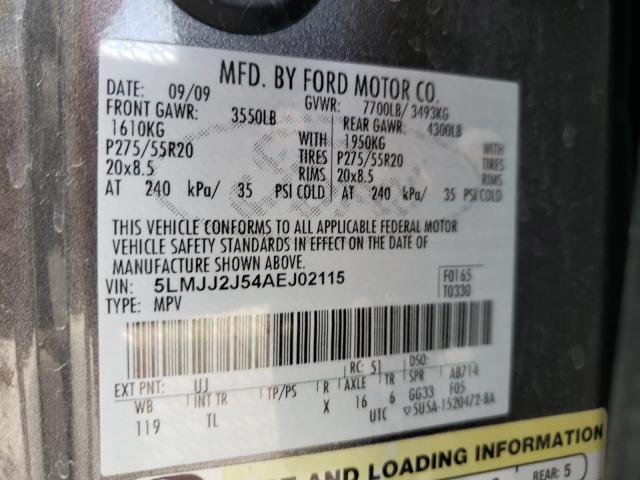 MFD. BY FORD MOTOR CO.
DATE: 09/09 GVWR: 7700LB/ 3493KG
FRONT GAWR: 3550LB REAR GAWR: 4300LB
1610KG WITH 1950KG WITH
P275/55R20 TIRES P275/55R20 TIRES
20x8.5 RIMS 20x8.5 RIMS
AT 240 kPa/ 35 PSI COLD AT 240 kPa/ 35 PSI COLD
THIS VEHICLE CONFORMS TO ALL APPLICABLE FEDERAL MOTOR
VEHICLE SAFETY STANDARDS IN EFFECT ON THE DATE OF
MANUFACTURE SHOWN ABOVE.
VIN: 5LMJJ2J54AEJ02115 F0165
TYPE: MPV T0330
RC: 51 DSO:
EXT PNT: UJ AB714
WB INT TR TP/PS R AXLE TR SPR F05
119 TL X 16 6 GG33
UTC 5U5A-1520472-BA
AND LOADING INFORMATION
REAR: 5